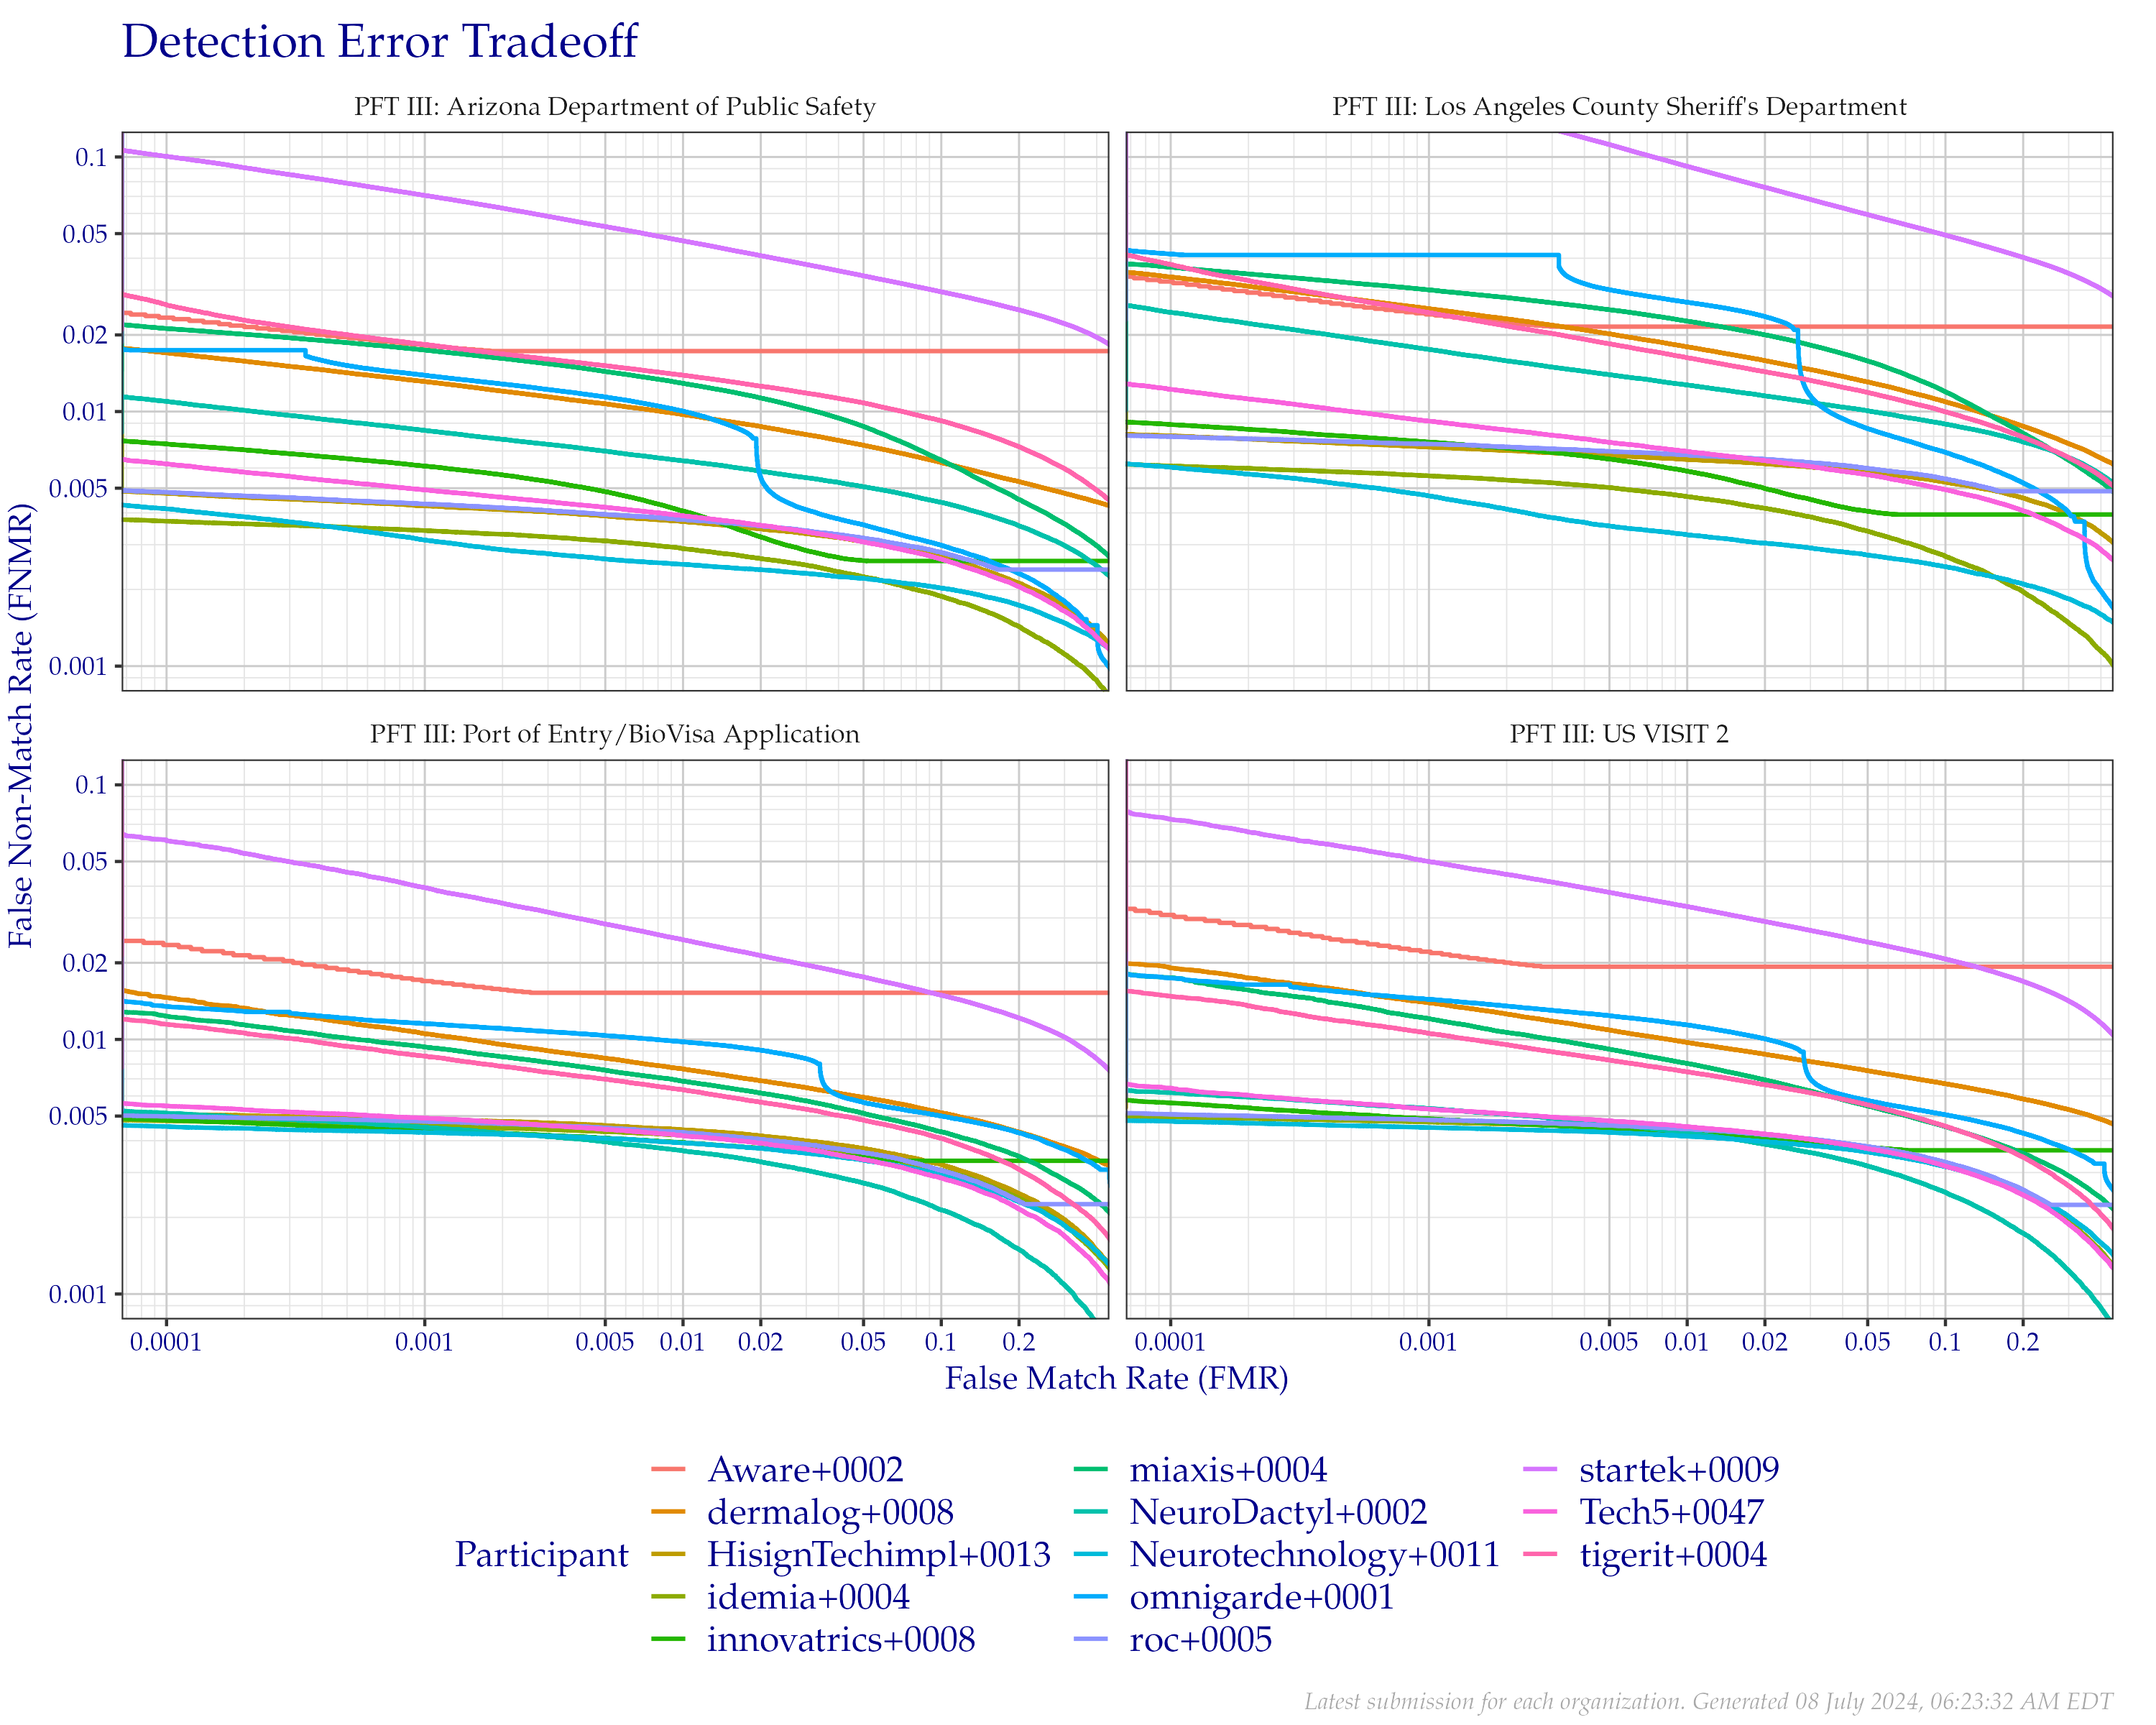 Detection Error Tradeoff
PFT III: Arizona Department of Public Safety
PFT III: Los Angeles County Sheriff's Department
0.1
0.05
0.02
0.01
0.005
0.001
False Non-Match Rate (FNMR)
PFT III: Port of Entry/BioVisa Application
PFT III: US VISIT 2
0.1
0.05
0.02
0.01
0.005
0.001
0.0001 0.001 0.005 0.01 0.02 0.05 0.1 0.2
0.0001 0.001 0.005 0.01 0.02 0.05 0.1 0.2
False Match Rate (FMR)
Participant
Aware+0002
dermalog+0008
HisignTechimpl+0013
idemia+0004
innovatrics+0008
miaxis+0004
NeuroDactyl+0002
Neurotechnology+0011
omnigarde+0001
roc+0005
startek+0009
Tech5+0047
tigerit+0004
Latest submission for each organization. Generated 08 July 2024, 06:23:32 AM EDT